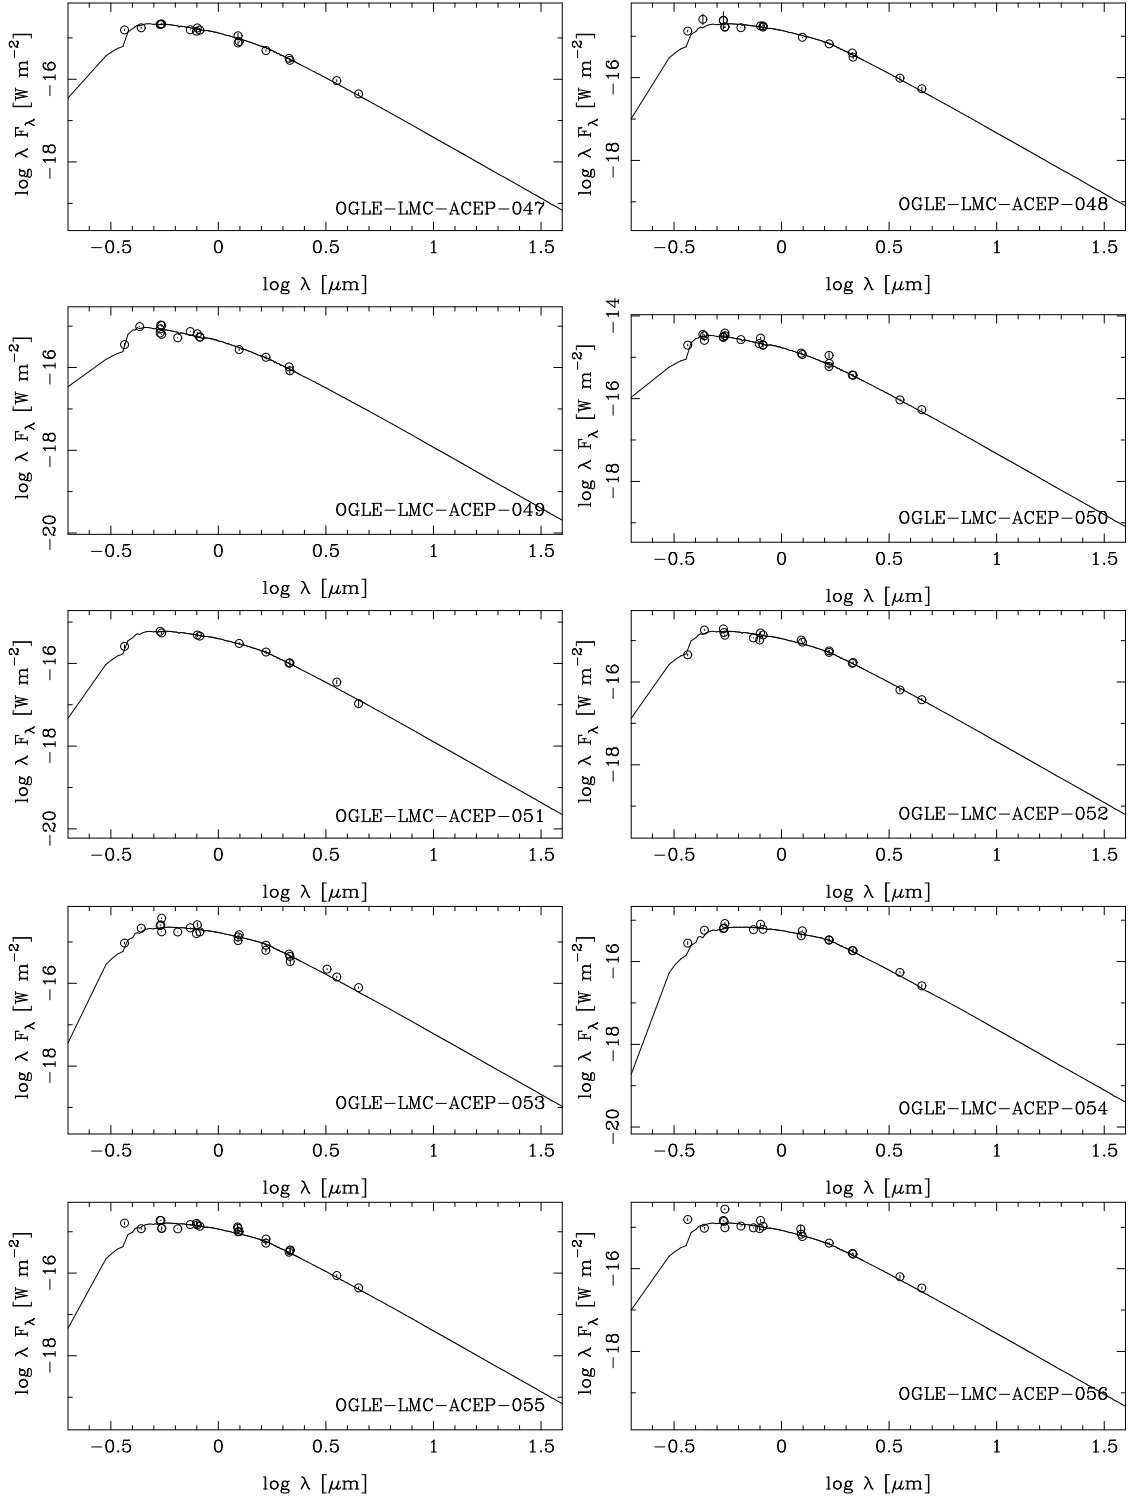 log λ F_λ [W m⁻²]
−16
−18
OGLE−LMC−ACEP−047
−0.5 0 0.5 1 1.5
log λ [μm]
log λ F_λ [W m⁻²]
−16
−18
OGLE−LMC−ACEP−048
−0.5 0 0.5 1 1.5
log λ [μm]
log λ F_λ [W m⁻²]
−16
−18
−20
OGLE−LMC−ACEP−049
−0.5 0 0.5 1 1.5
log λ [μm]
log λ F_λ [W m⁻²]
−14
−16
−18
OGLE−LMC−ACEP−050
−0.5 0 0.5 1 1.5
log λ [μm]
log λ F_λ [W m⁻²]
−16
−18
−20
OGLE−LMC−ACEP−051
−0.5 0 0.5 1 1.5
log λ [μm]
log λ F_λ [W m⁻²]
−16
−18
OGLE−LMC−ACEP−052
−0.5 0 0.5 1 1.5
log λ [μm]
log λ F_λ [W m⁻²]
−16
−18
OGLE−LMC−ACEP−053
−0.5 0 0.5 1 1.5
log λ [μm]
log λ F_λ [W m⁻²]
−16
−18
−20
OGLE−LMC−ACEP−054
−0.5 0 0.5 1 1.5
log λ [μm]
log λ F_λ [W m⁻²]
−16
−18
OGLE−LMC−ACEP−055
−0.5 0 0.5 1 1.5
log λ [μm]
log λ F_λ [W m⁻²]
−16
−18
OGLE−LMC−ACEP−056
−0.5 0 0.5 1 1.5
log λ [μm]